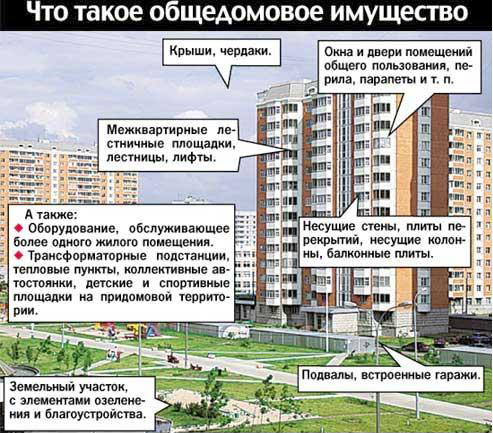 Что такое общедомовое имущество
Крыши, чердаки.
Окна и двери помещений
общего пользования, пе-
рила, парапеты и т. п.
Межквартирные ле-
стничные площадки,
лестницы, лифты.
А также:
◆ Оборудование, обслуживающее
более одного жилого помещения.
◆ Трансформаторные подстанции,
тепловые пункты, коллективные ав-
тостоянки, детские и спортивные
площадки на придомовой террито-
рии.
Несущие стены, плиты пе-
рекрытий, несущие колон-
ны, балконные плиты.
Подвалы, встроенные гаражи.
Земельный участок,
с элементами озелене-
ния и благоустройства.